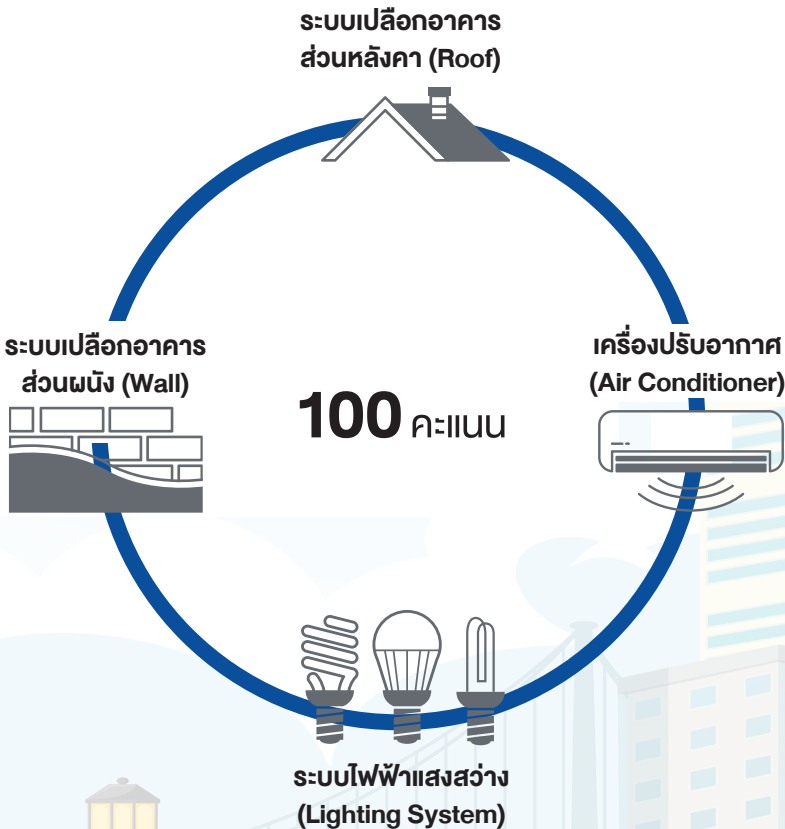 ระบบเปลือกอาคาร
ส่วนหลังคา (Roof)
ระบบเปลือกอาคาร
ส่วนผนัง (Wall)
เครื่องปรับอากาศ
(Air Conditioner)
100 คะแนน
ระบบไฟฟ้าแสงสว่าง
(Lighting System)